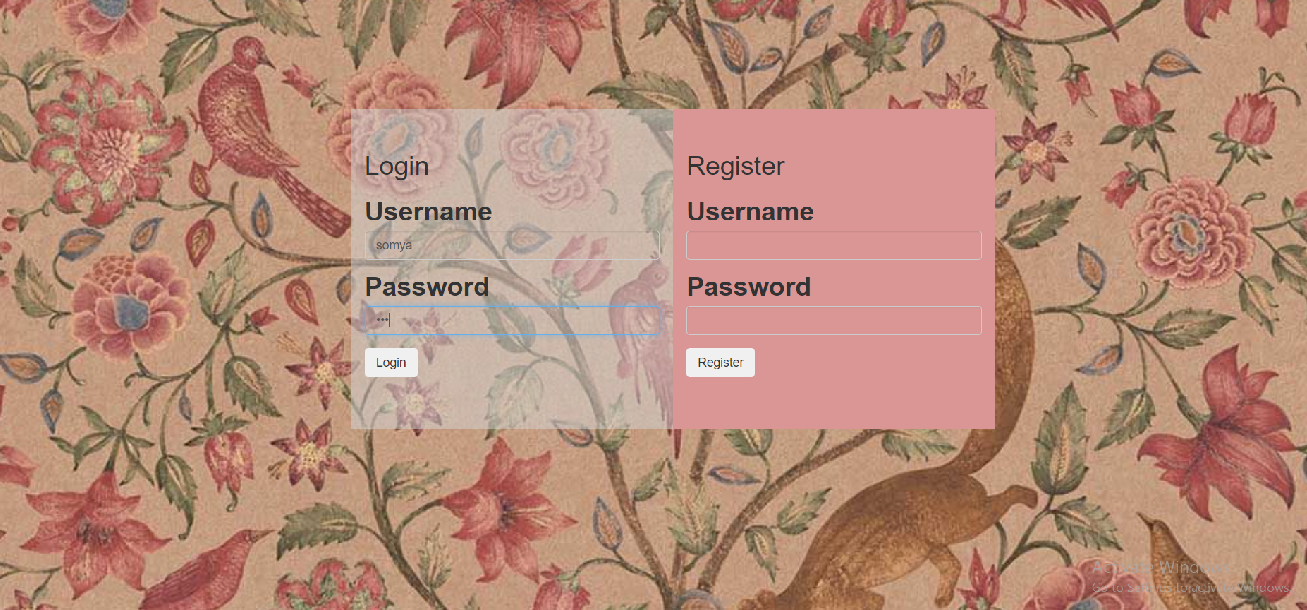 Login
Username
somya
Password
•••
Login
Register
Username
Password
Register
Activate Windows
Go to Settings to activate Windows.